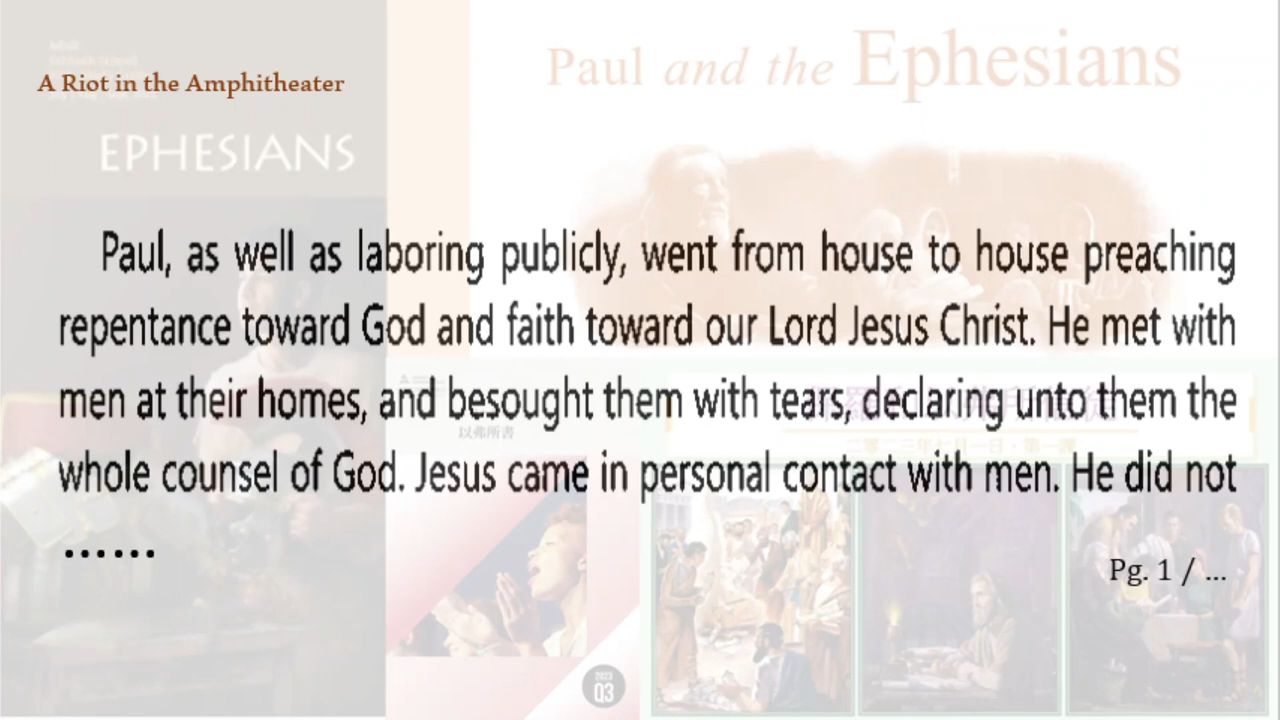 A Riot in the Amphitheater
Paul and the Ephesians
EPHESIANS
Paul, as well as laboring publicly, went from house to house preaching
repentance toward God and faith toward our Lord Jesus Christ. He met with
men at their homes, and besought them with tears, declaring unto them the
以弗所書
whole counsel of God. Jesus came in personal contact with men. He did not
......
Pg. 1 / ...
2023
Q3